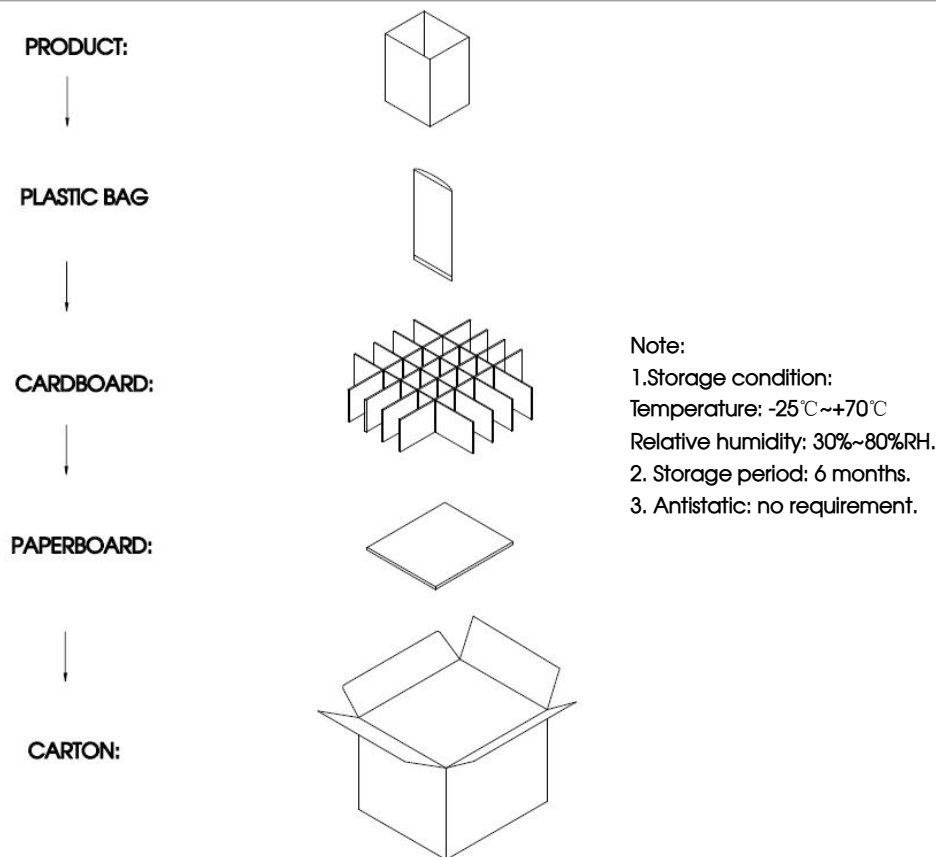 PRODUCT:
PLASTIC BAG
CARDBOARD:
PAPERBOARD:
CARTON:
Note:
1.Storage condition:
Temperature: -25℃~+70℃
Relative humidity: 30%~80%RH.
2. Storage period: 6 months.
3. Antistatic: no requirement.